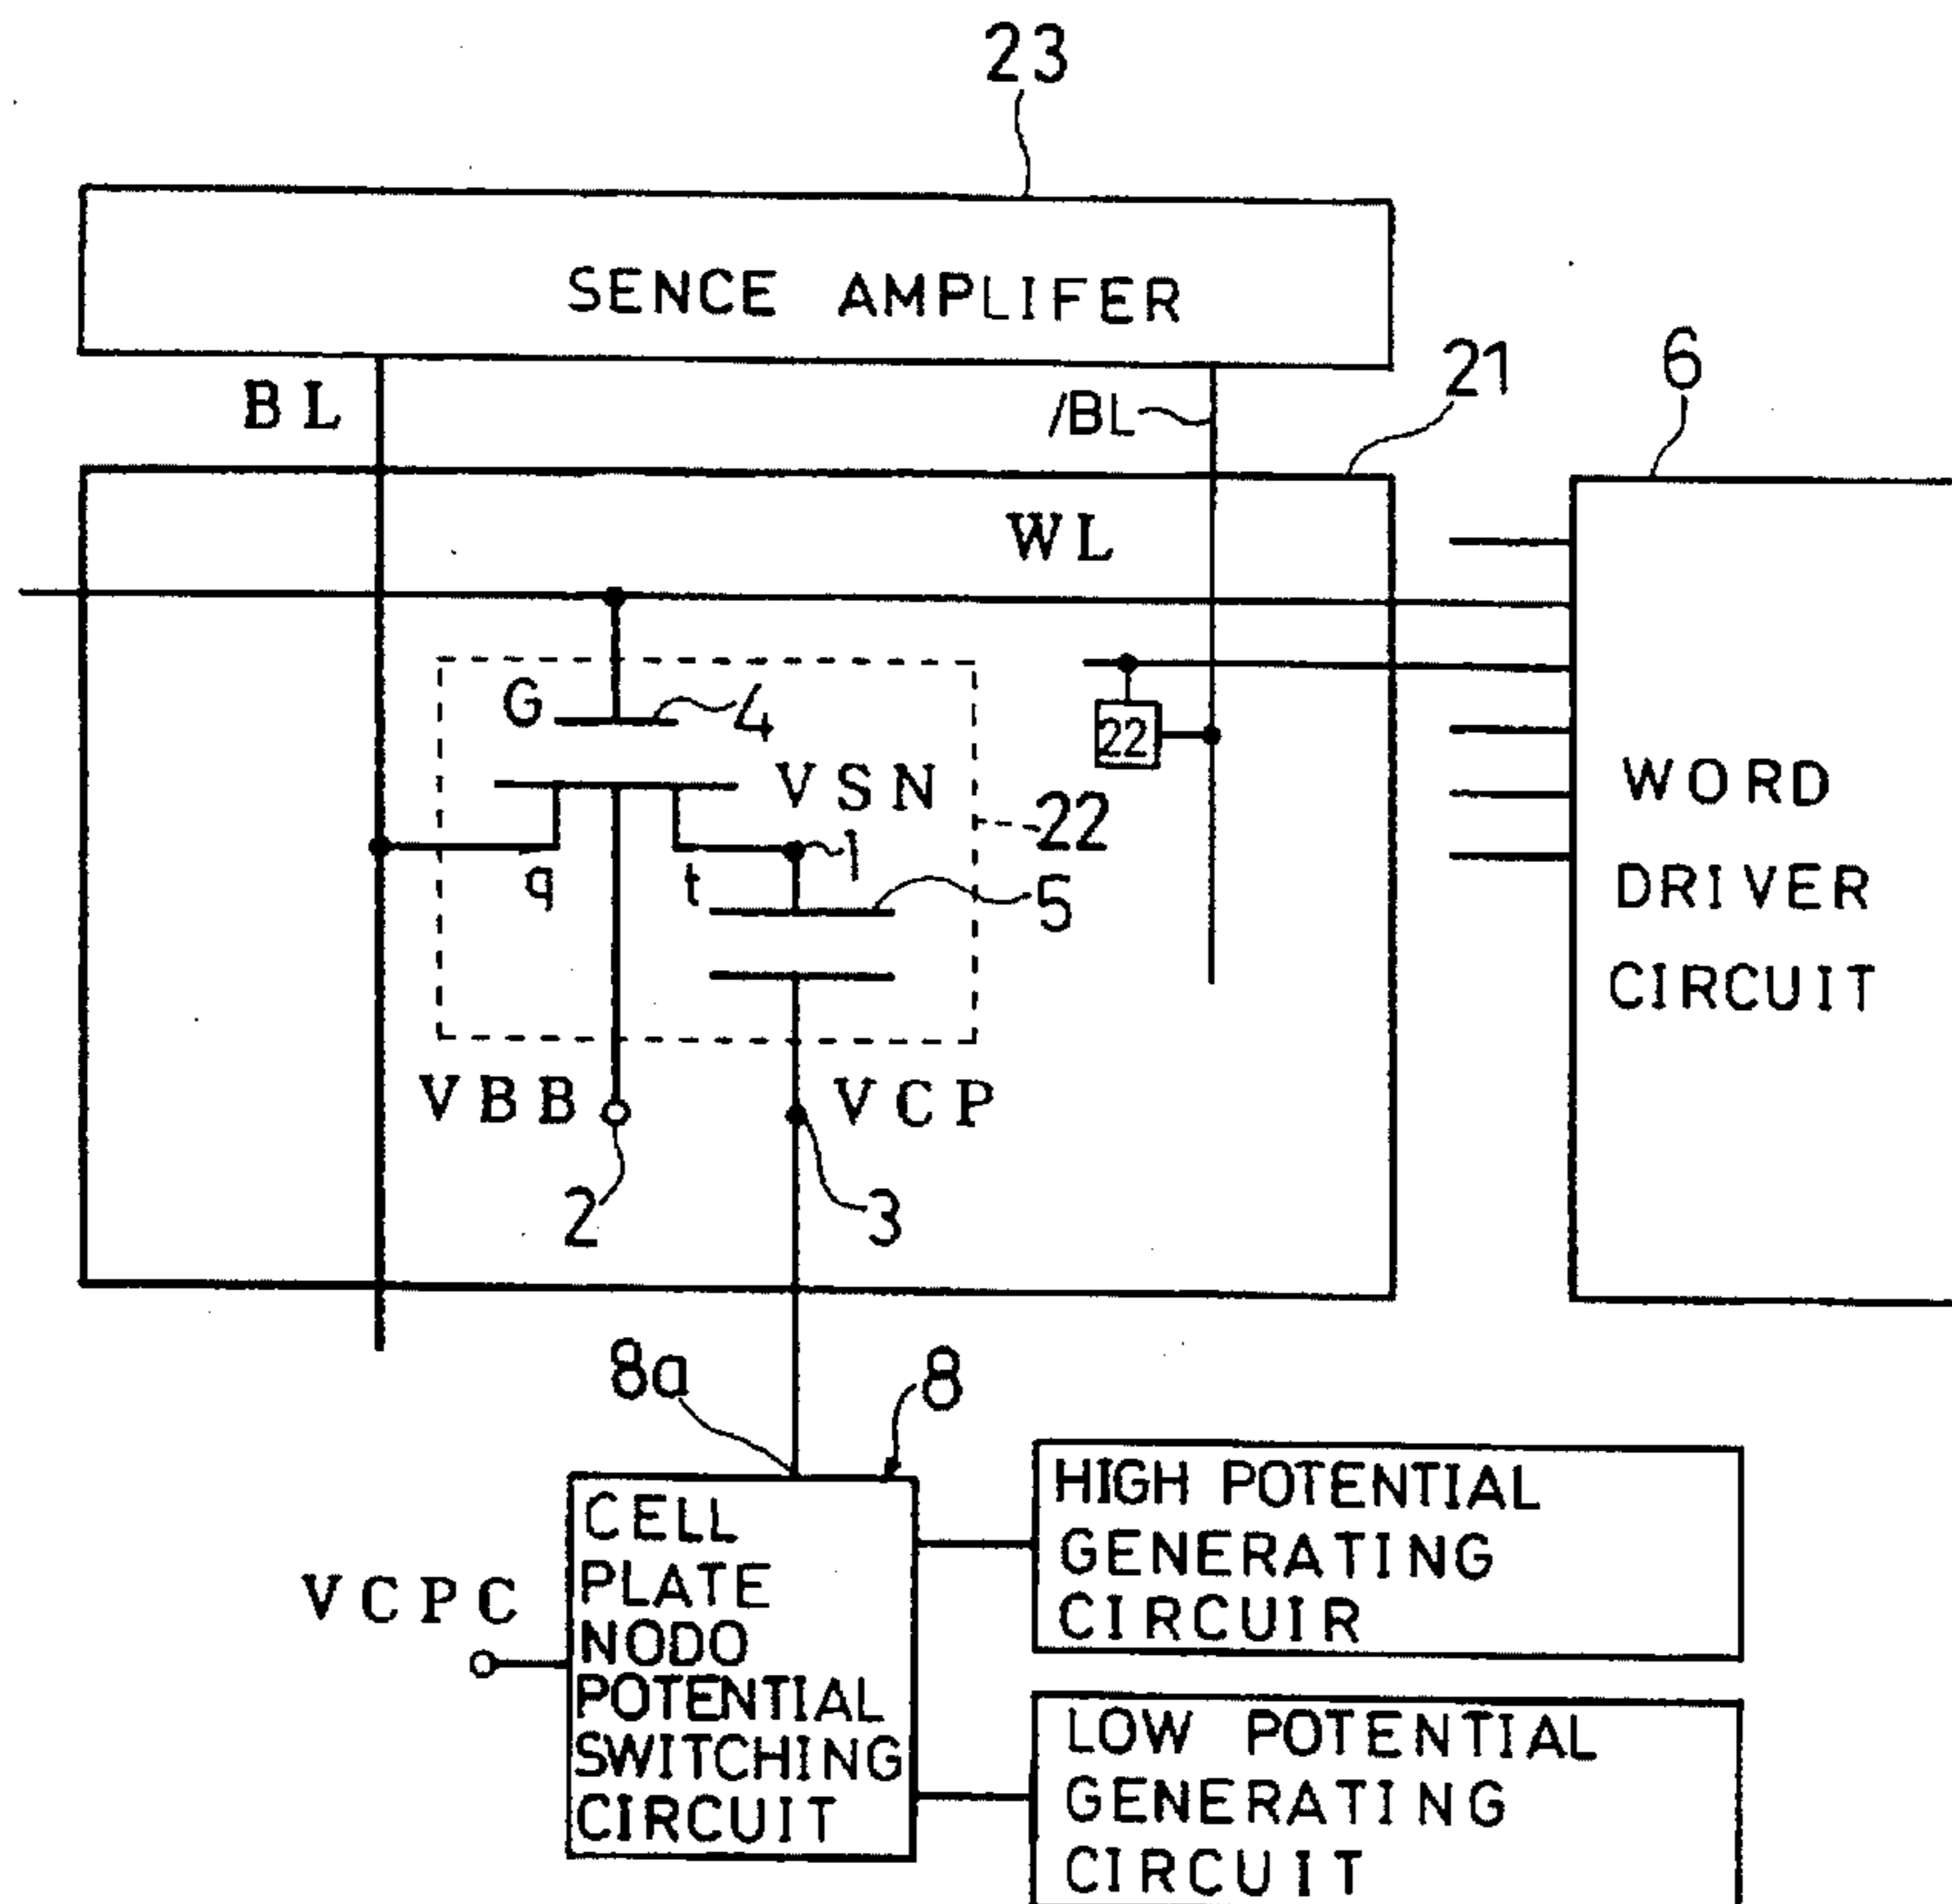 23
SENCE AMPLIFER
BL
/BL
21
6
WL
G
4
22
VSN
22
q
t
1
5
WORD
DRIVER
CIRCUIT
VBB
VCP
2
3
8a
8
CELL
PLATE
NODO
POTENTIAL
SWITCHING
CIRCUIT
VCPC
HIGH POTENTIAL
GENERATING
CIRCUIR
LOW POTENTIAL
GENERATING
CIRCUIT